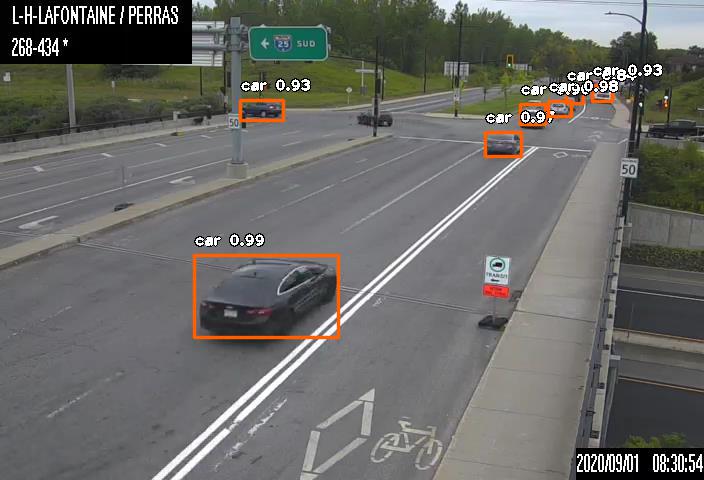 L-H-LAFONTAINE / PERRAS
268-434 *
25 SUD
car 0.93
car 0.93
car 0.98
car 0.97
50
50
car 0.99
TRANSIT
2020/09/01 08:30:54